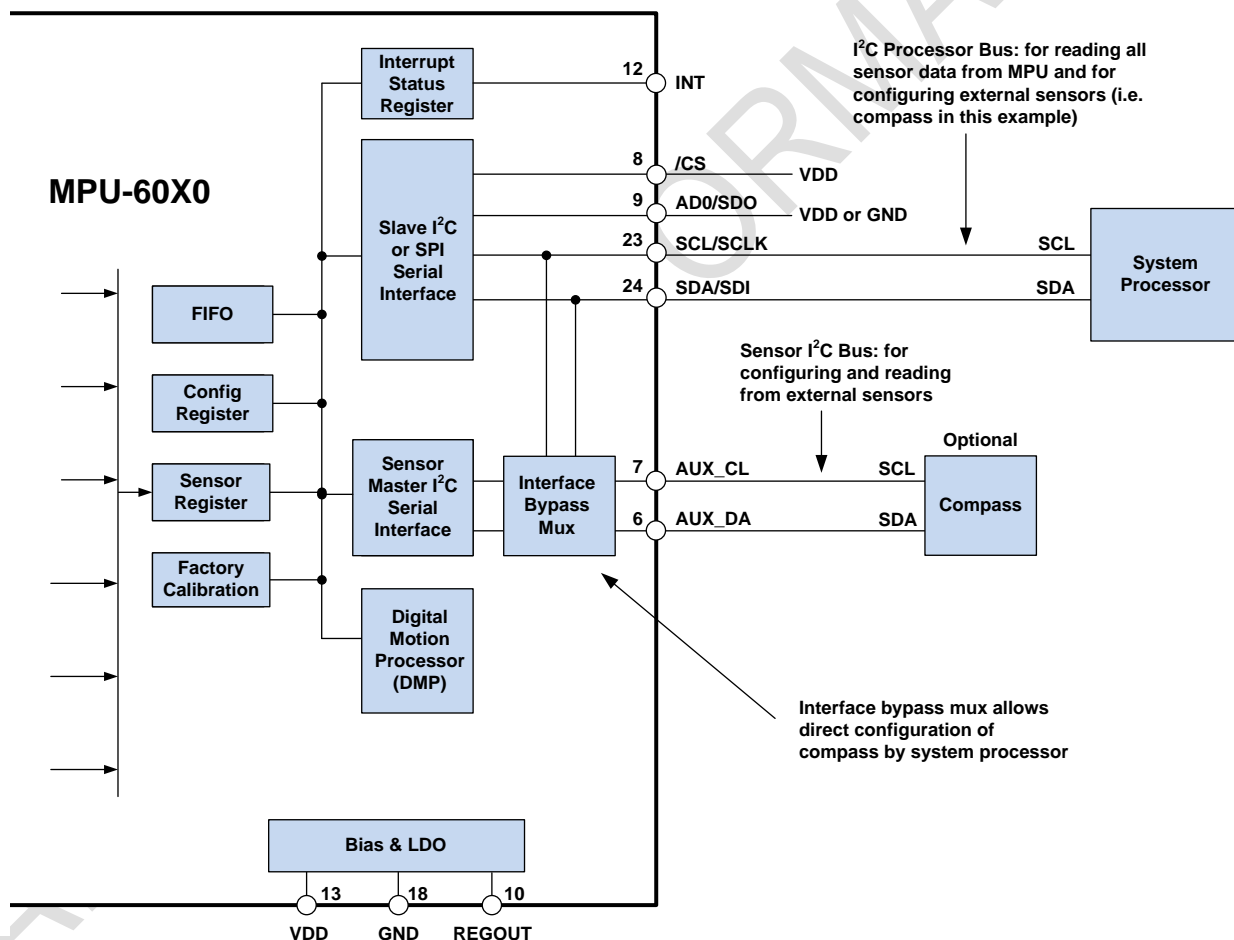 MPU-60X0
Interrupt
Status
Register
12
INT
8
/CS
VDD
9
AD0/SDO
VDD or GND
Slave I²C
or SPI
Serial
Interface
23
SCL/SCLK
SCL
24
SDA/SDI
SDA
System
Processor
I²C Processor Bus: for reading all
sensor data from MPU and for
configuring external sensors (i.e.
compass in this example)
FIFO
Config
Register
Sensor
Register
Factory
Calibration
Sensor
Master I²C
Serial
Interface
Interface
Bypass
Mux
7
AUX_CL
SCL
6
AUX_DA
SDA
Optional
Compass
Sensor I²C Bus: for
configuring and reading
from external sensors
Digital
Motion
Processor
(DMP)
Interface bypass mux allows
direct configuration of
compass by system processor
Bias & LDO
13
18
10
VDD
GND
REGOUT
ORMA